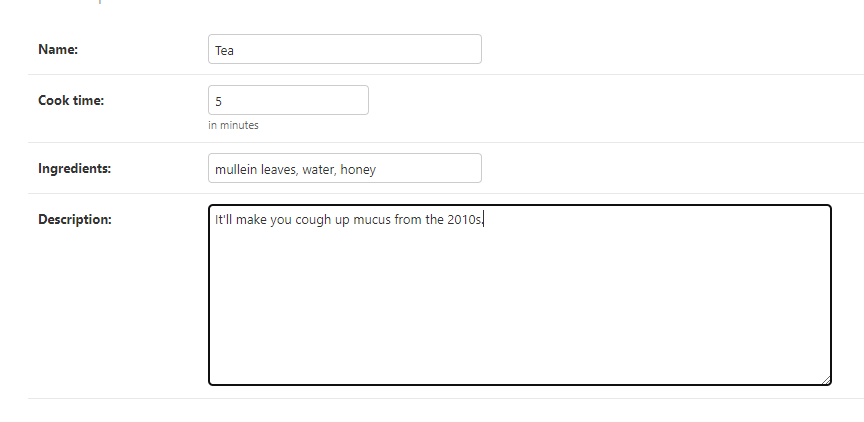 Name:
Tea
Cook time:
5
in minutes
Ingredients:
mullein leaves, water, honey
Description:
It'll make you cough up mucus from the 2010s.